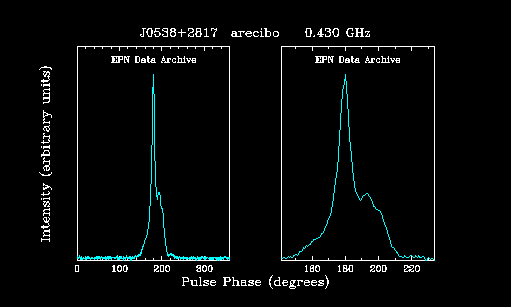 J0538+2817 arecibo 0.430 GHz
EPN Data Archive EPN Data Archive
Intensity (arbitrary units)
0 100 200 300 180 190 200 220
Pulse Phase (degrees)